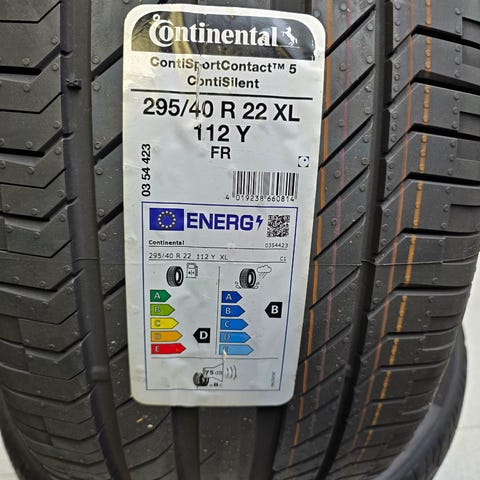 Continental
ContiSportContact™ 5
ContiSilent
295/40 R 22 XL
112 Y
FR
03 54 423
4 019238 660814
ENERG
Continental
0354423
295/40 R 22 112 Y XL
C1
A
B
C
D
E
D
A
B
C
D
E
B
75 dB
A B